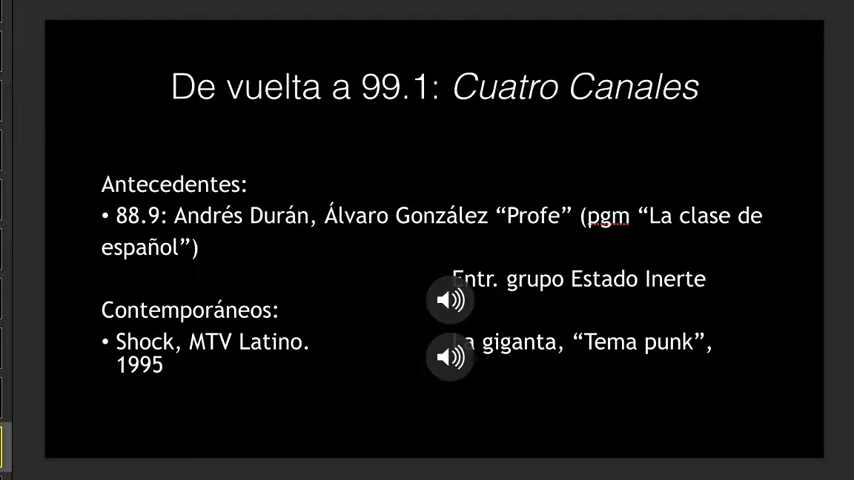 De vuelta a 99.1: Cuatro Canales
Antecedentes:
• 88.9: Andrés Durán, Álvaro González “Profe” (pgm “La clase de
español”)
Entr. grupo Estado Inerte
Contemporáneos:
• Shock, MTV Latino.
La giganta, “Tema punk”,
1995